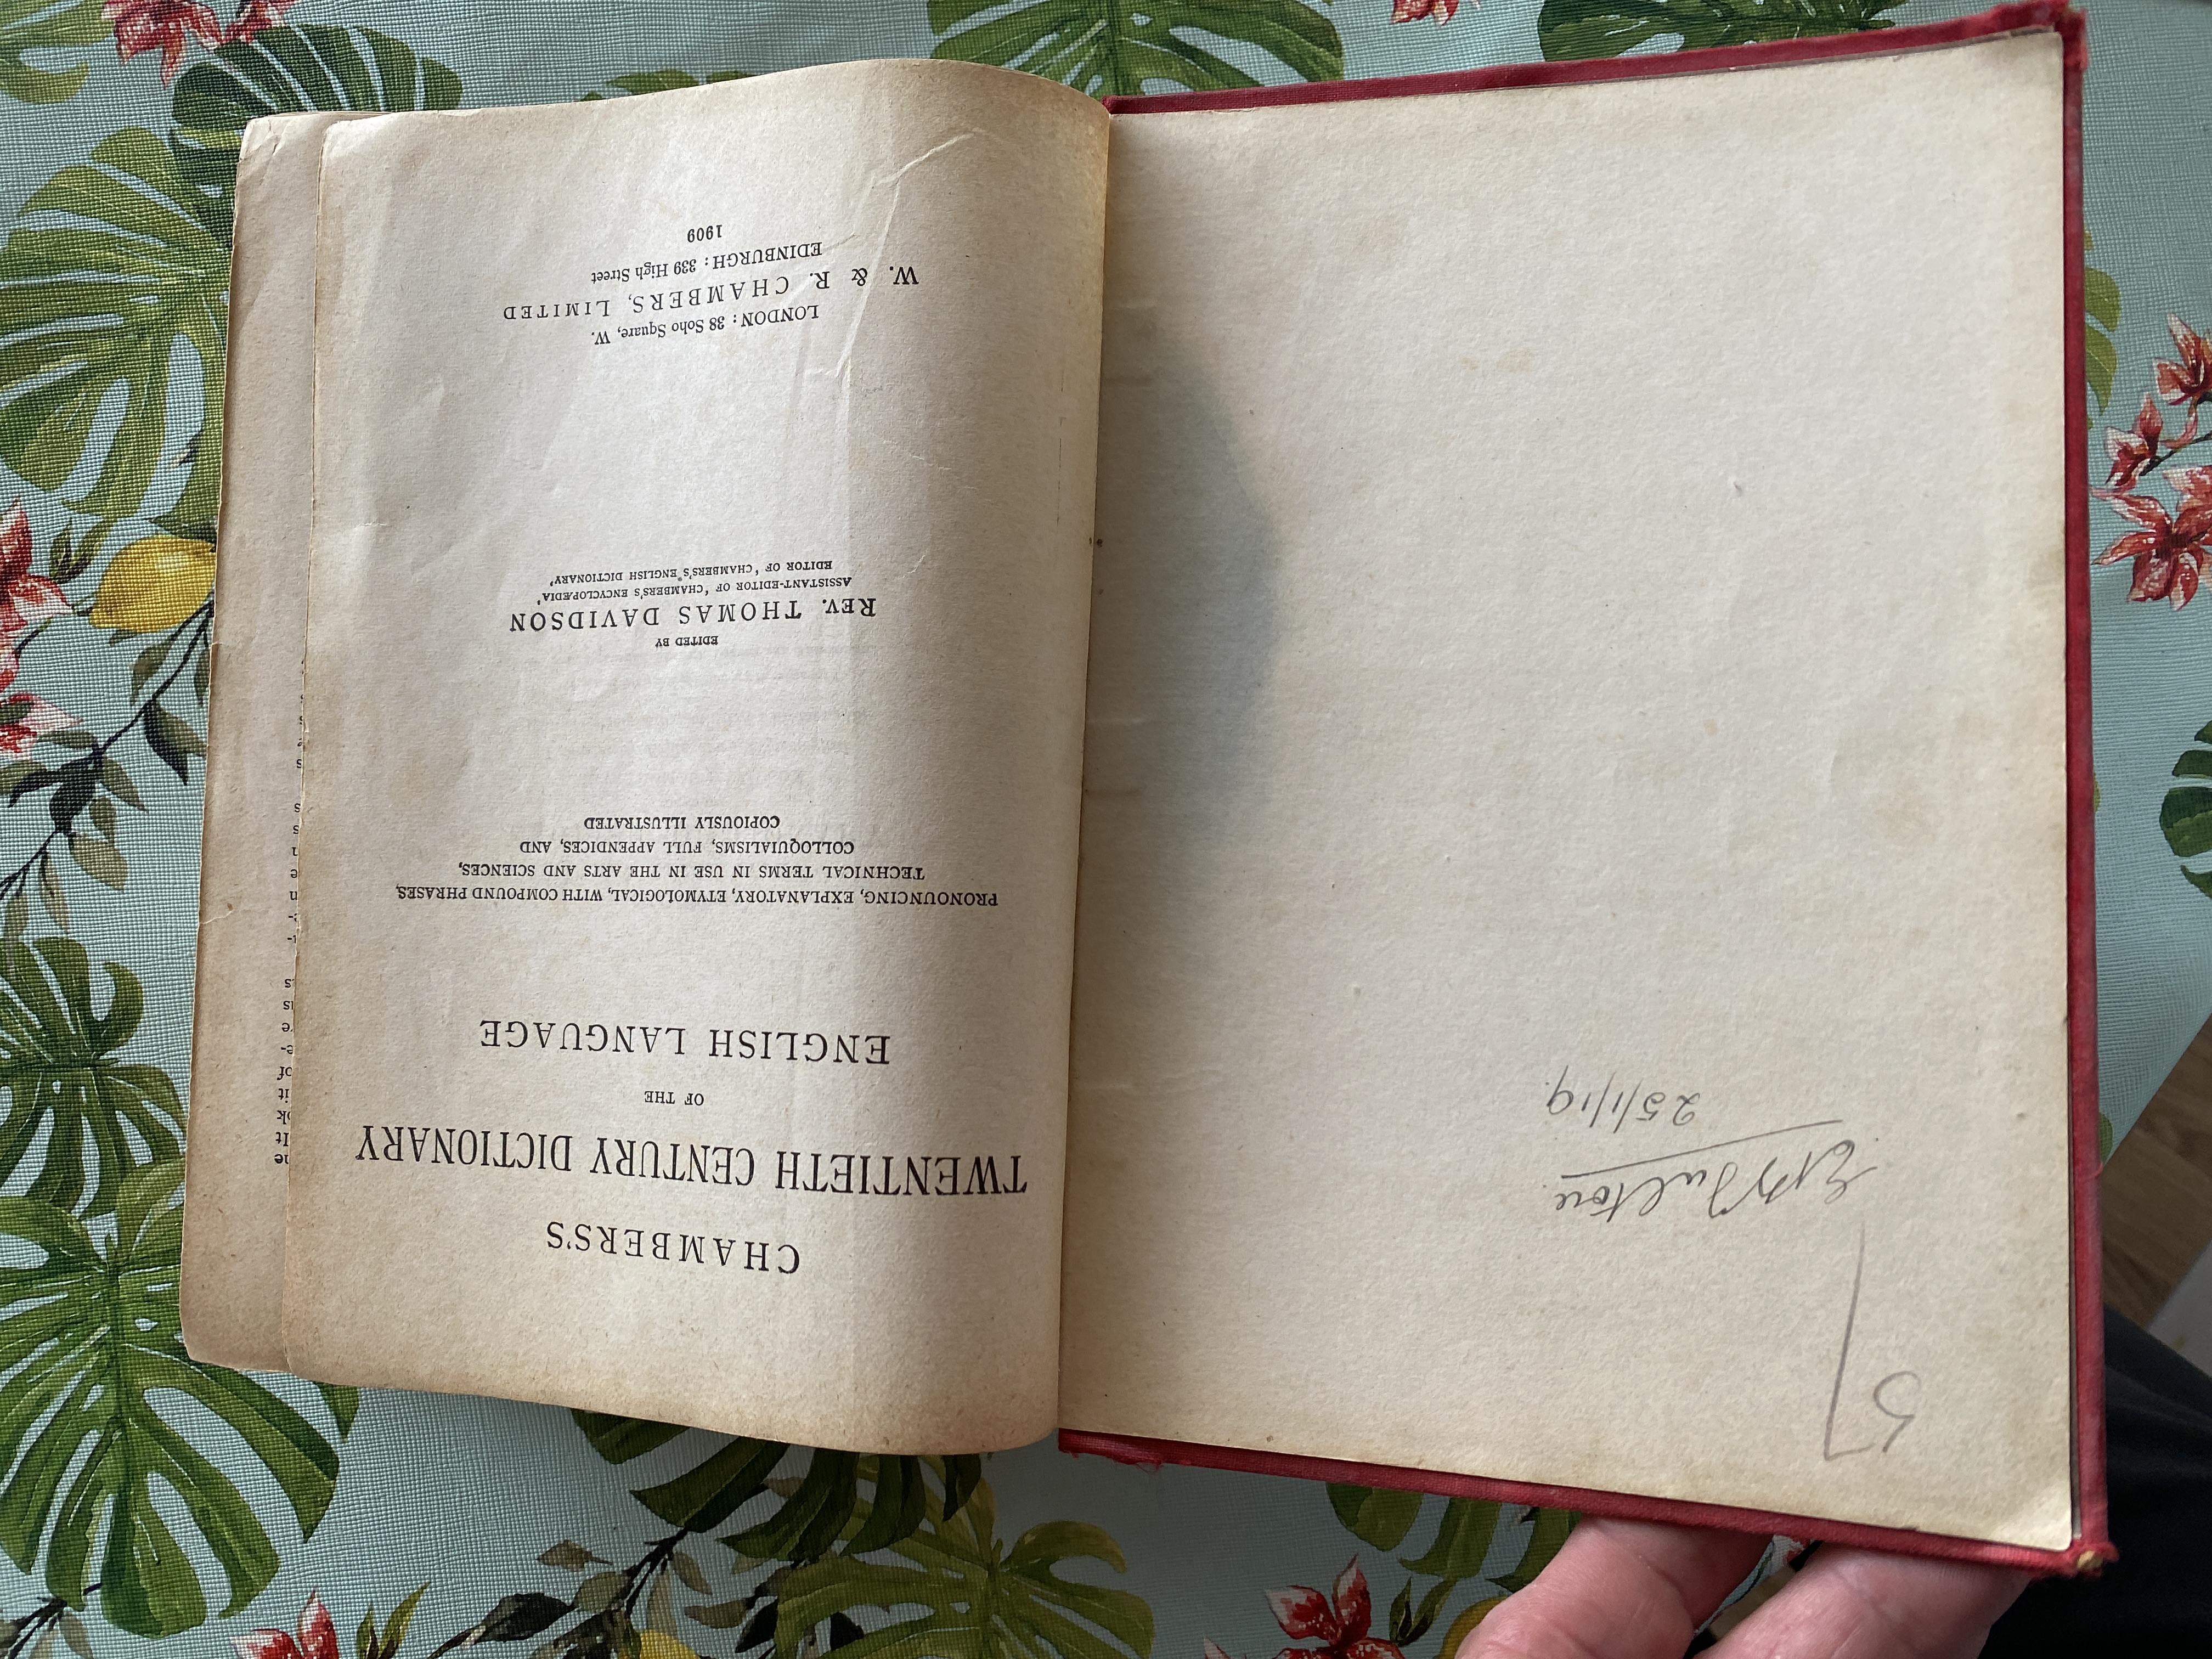 5/
E M Fulton
25/1/19.
CHAMBERS'S
TWENTIETH CENTURY DICTIONARY
OF THE
ENGLISH LANGUAGE
PRONOUNCING, EXPLANATORY, ETYMOLOGICAL, WITH COMPOUND PHRASES,
TECHNICAL TERMS IN USE IN THE ARTS AND SCIENCES,
COLLOQUIALISMS, FULL APPENDICES, AND
COPIOUSLY ILLUSTRATED
EDITED BY
REV. THOMAS DAVIDSON
ASSISTANT-EDITOR OF ‘CHAMBERS'S ENCYCLOPÆDIA’
EDITOR OF ‘CHAMBERS'S ENGLISH DICTIONARY’
LONDON: 38 Soho Square, W.
W. & R. CHAMBERS, LIMITED
EDINBURGH: 339 High Street
1909